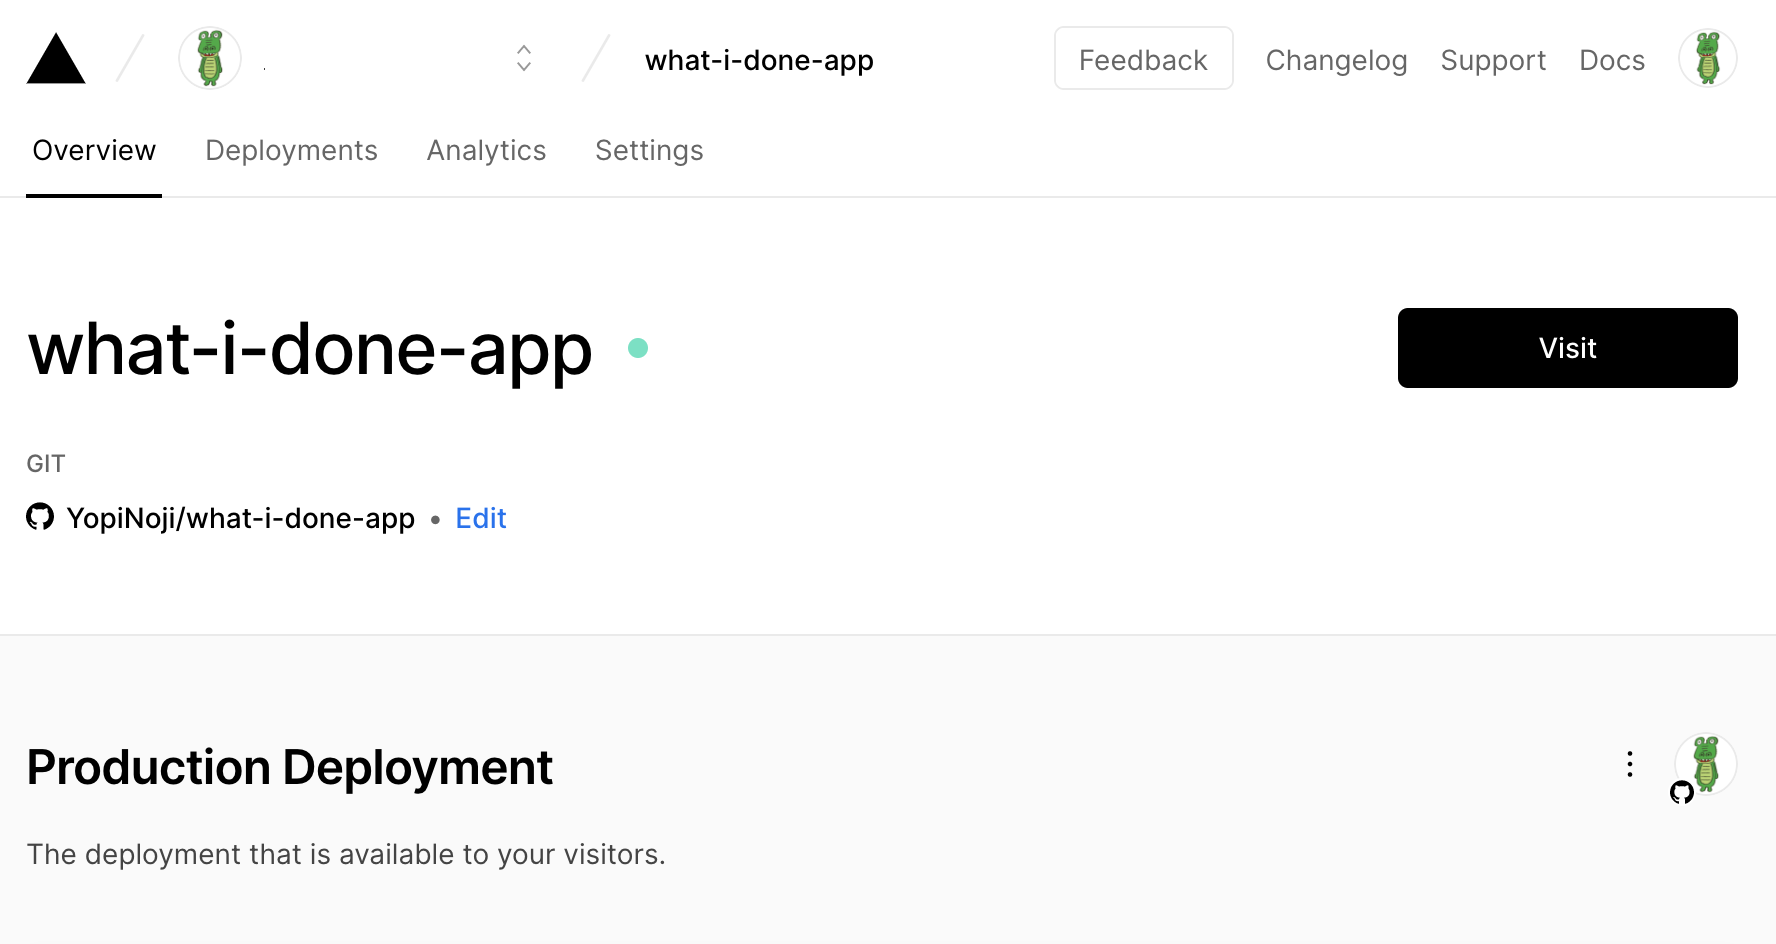 what-i-done-app
Feedback
Changelog
Support
Docs
Overview
Deployments
Analytics
Settings
what-i-done-app
Visit
GIT
YopiNoji/what-i-done-app • Edit
Production Deployment
The deployment that is available to your visitors.